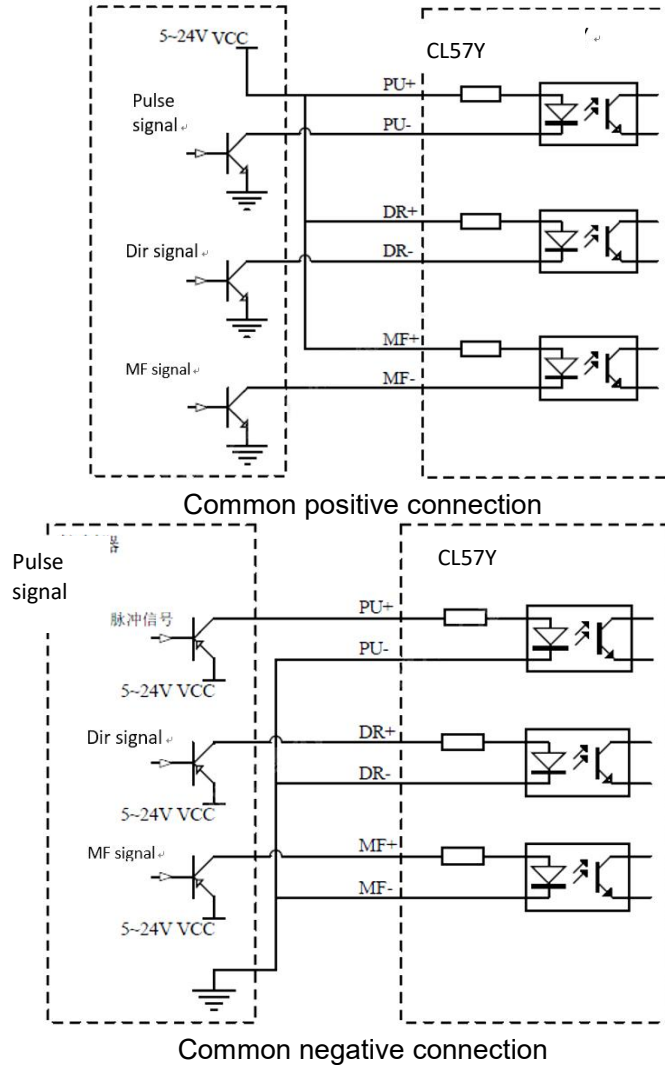 5~24V VCC
CL57Y
PU+
Pulse
signal
PU-
DR+
Dir signal
DR-
MF+
MF signal
MF-
Common positive connection
Pulse
signal
器
CL57Y
脉冲信号
PU+
PU-
5~24V VCC
Dir signal
DR+
DR-
5~24V VCC
MF signal
MF+
MF-
5~24V VCC
Common negative connection